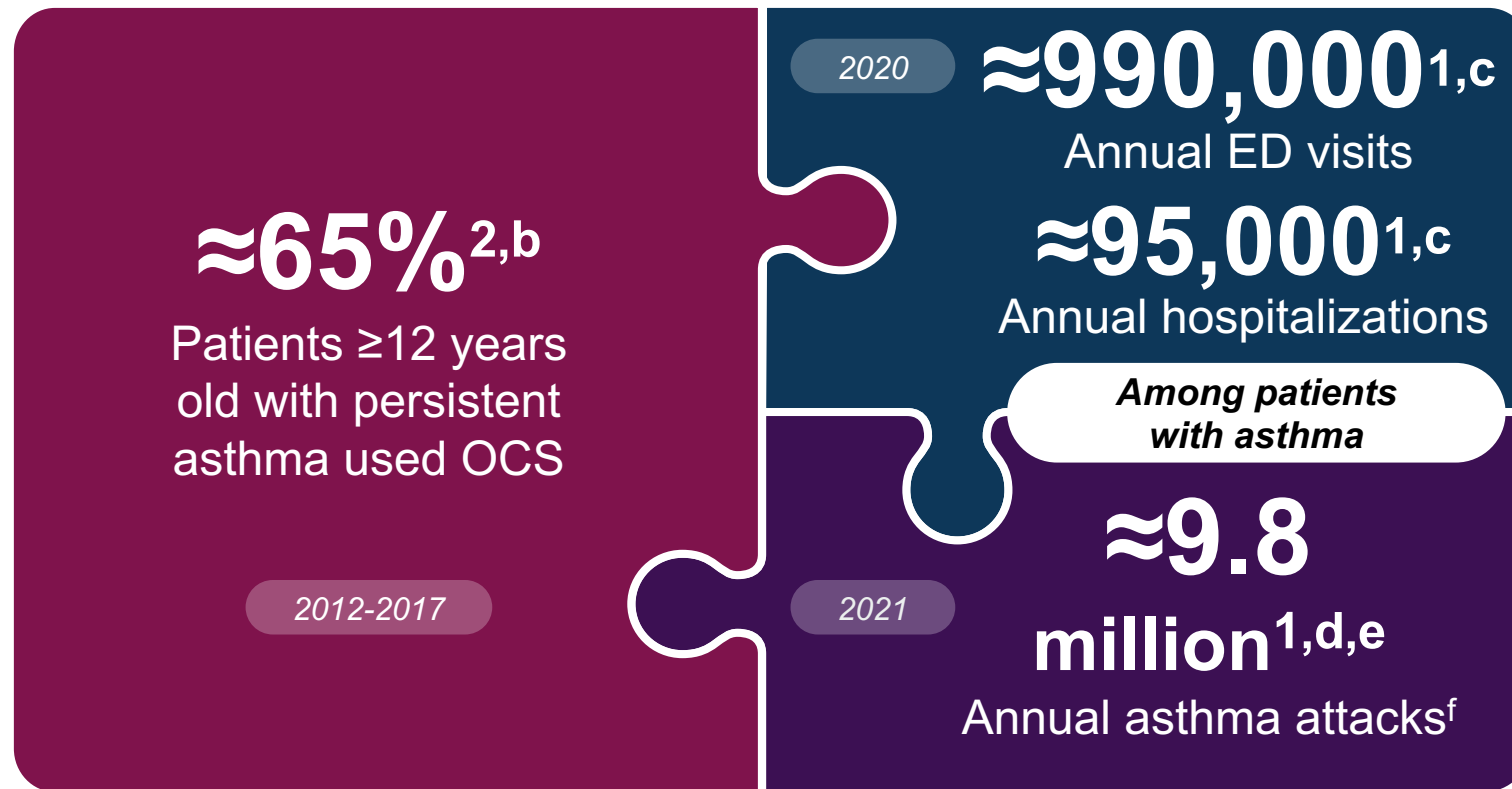 ≈65%2,b
Patients ≥12 years
old with persistent
asthma used OCS
2012-2017
2020
≈990,0001,c
Annual ED visits
≈95,0001,c
Annual hospitalizations
Among patients
with asthma
≈9.8
million1,d,e
2021
Annual asthma attacksf